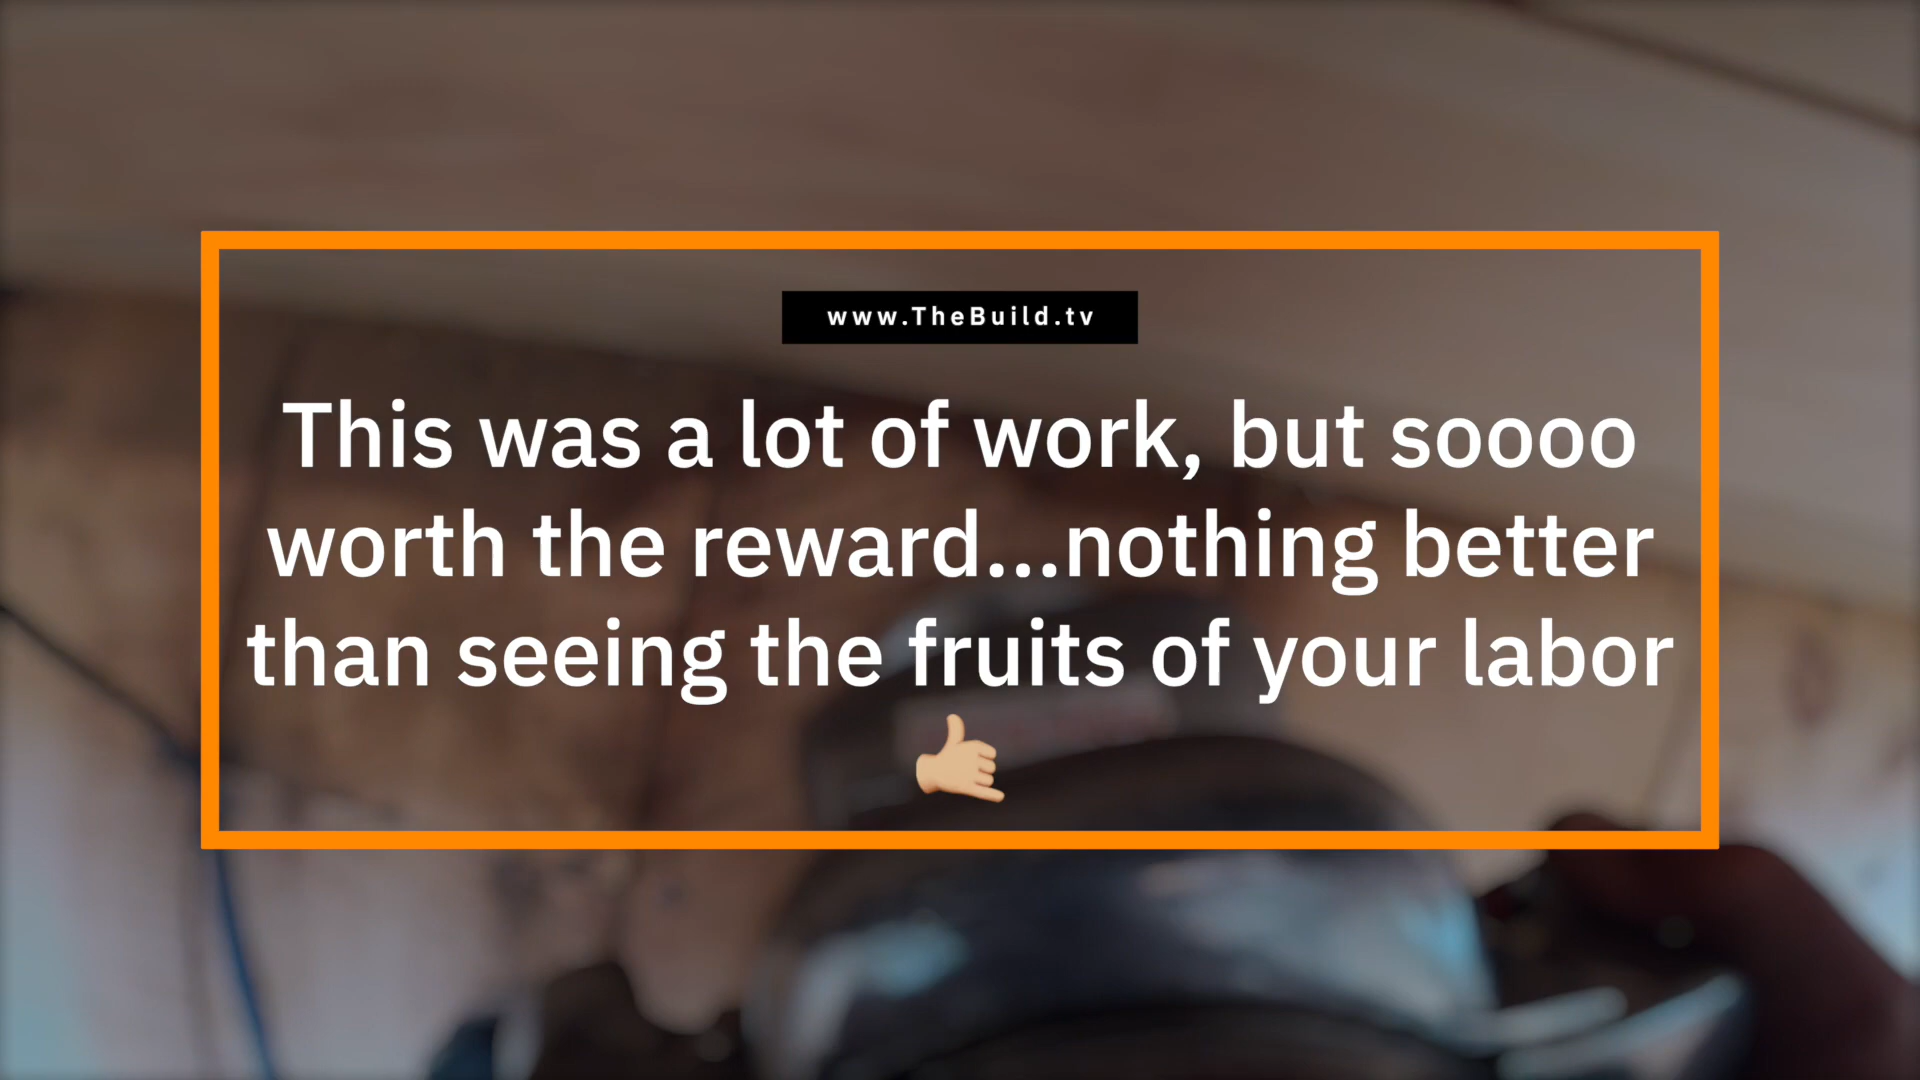 www.TheBuild.tv
This was a lot of work, but soooo
worth the reward...nothing better
than seeing the fruits of your labor
🤙🏼